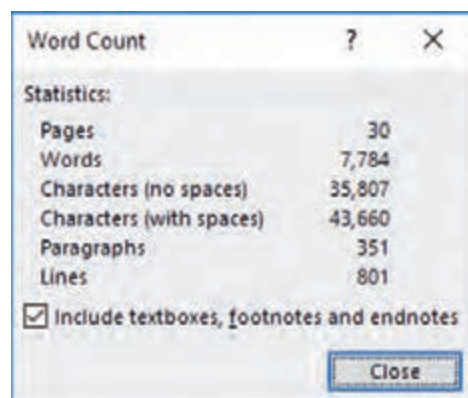 Word Count ? ×
Statistics:
Pages 30
Words 7,784
Characters (no spaces) 35,807
Characters (with spaces) 43,660
Paragraphs 351
Lines 801
Include textboxes, footnotes and endnotes
Close